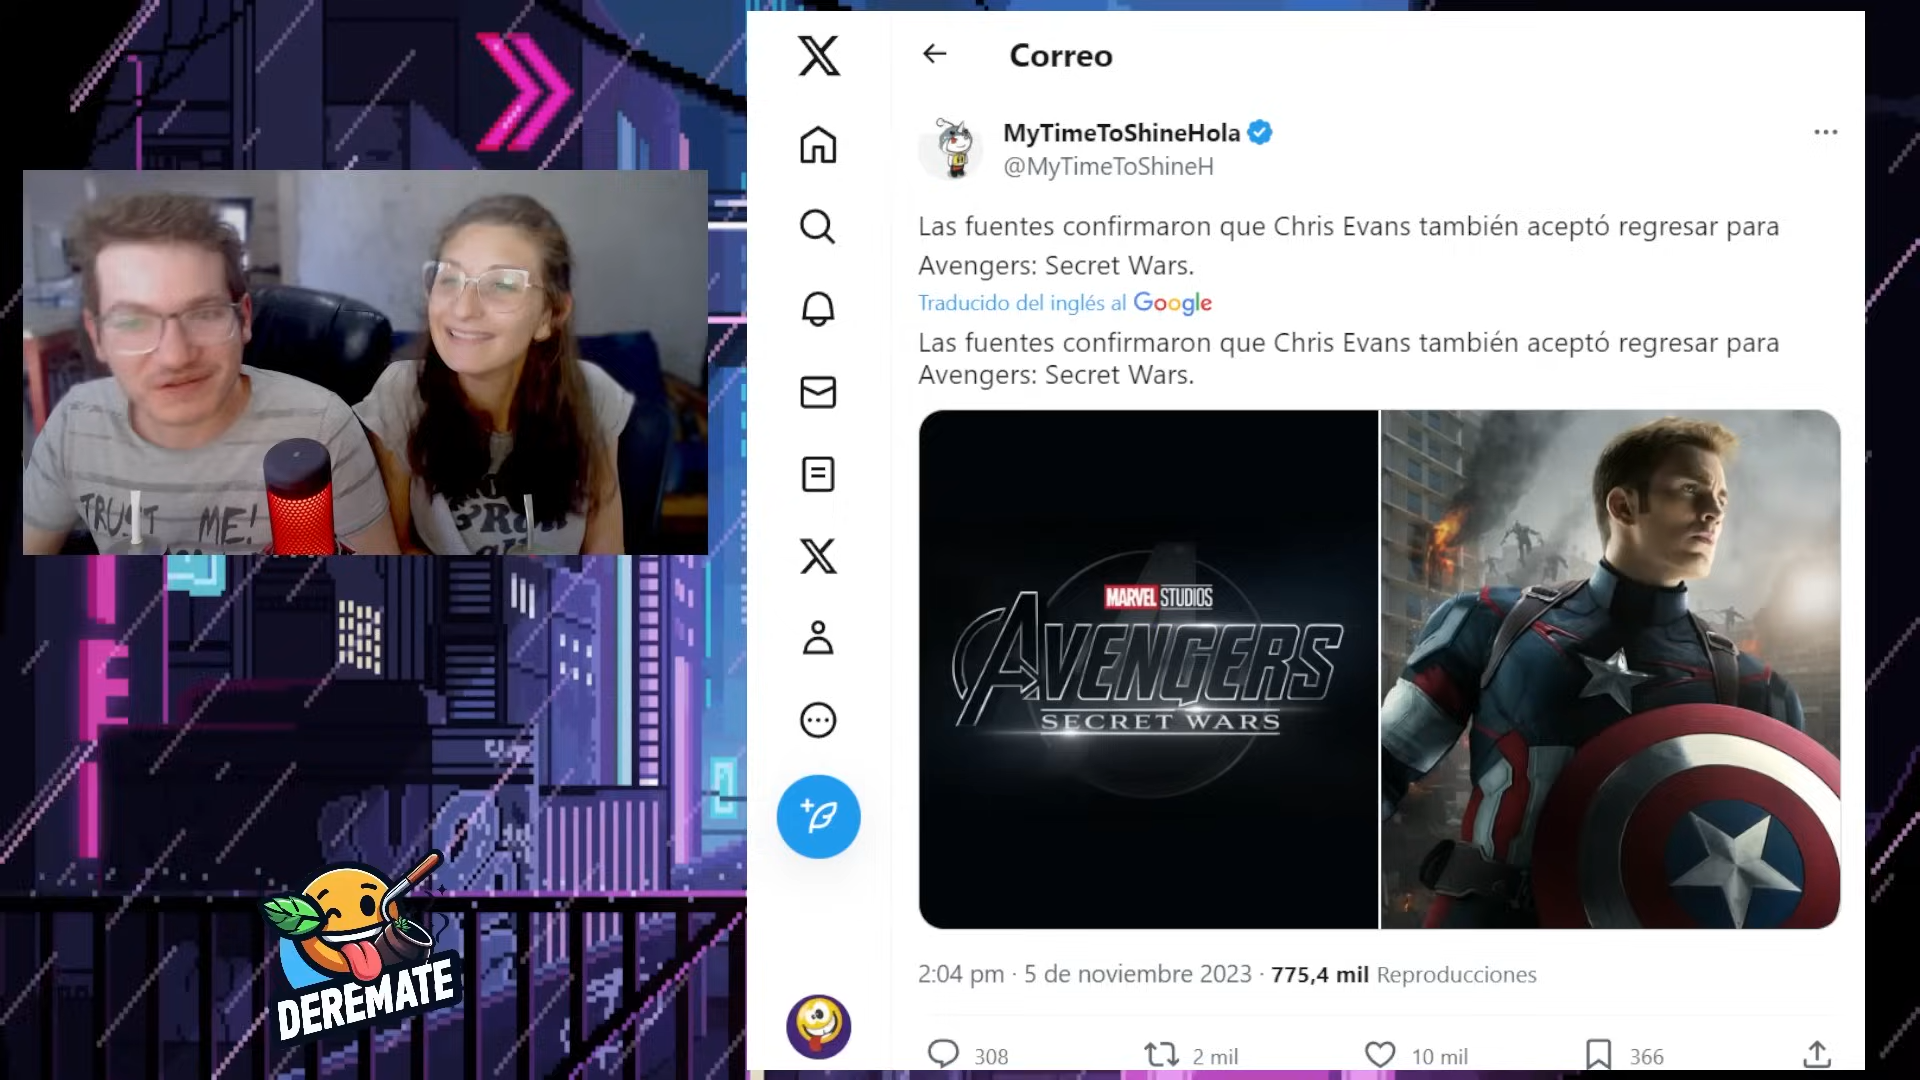 Correo
MyTimeToShineHola
@MyTimeToShineH
Las fuentes confirmaron que Chris Evans también aceptó regresar para
Avengers: Secret Wars.
Traducido del inglés al Google
Las fuentes confirmaron que Chris Evans también aceptó regresar para
Avengers: Secret Wars.
MARVEL STUDIOS
AVENGERS
SECRET WARS
2:04 pm · 5 de noviembre 2023 · 775,4 mil Reproducciones
308
2 mil
10 mil
366
TRUST ME!
DEREMATE